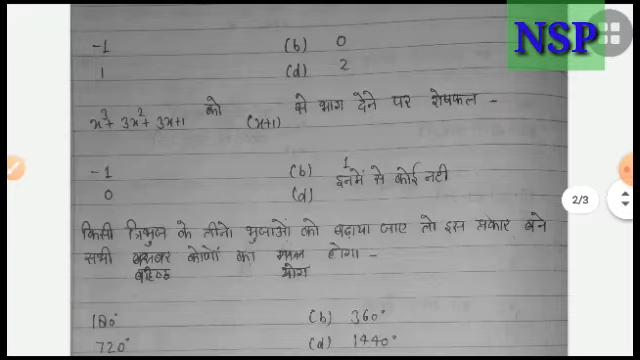 NSP
-1 (b) 0
1 (d) 2
x³+ 3x²+ 3x+1 को (x+1) से भाग देने पर शेषफल -
-1 (b) 1
0 (d) इनमें से कोई नही
2/3
किसी त्रिभुज के तीनो भुजाओं को बढ़ाया जाए तो इस प्रकार बने
सभी कोणों का होगा -
बहिष्ठ योग
180° (b) 360°
720° (d) 1440°